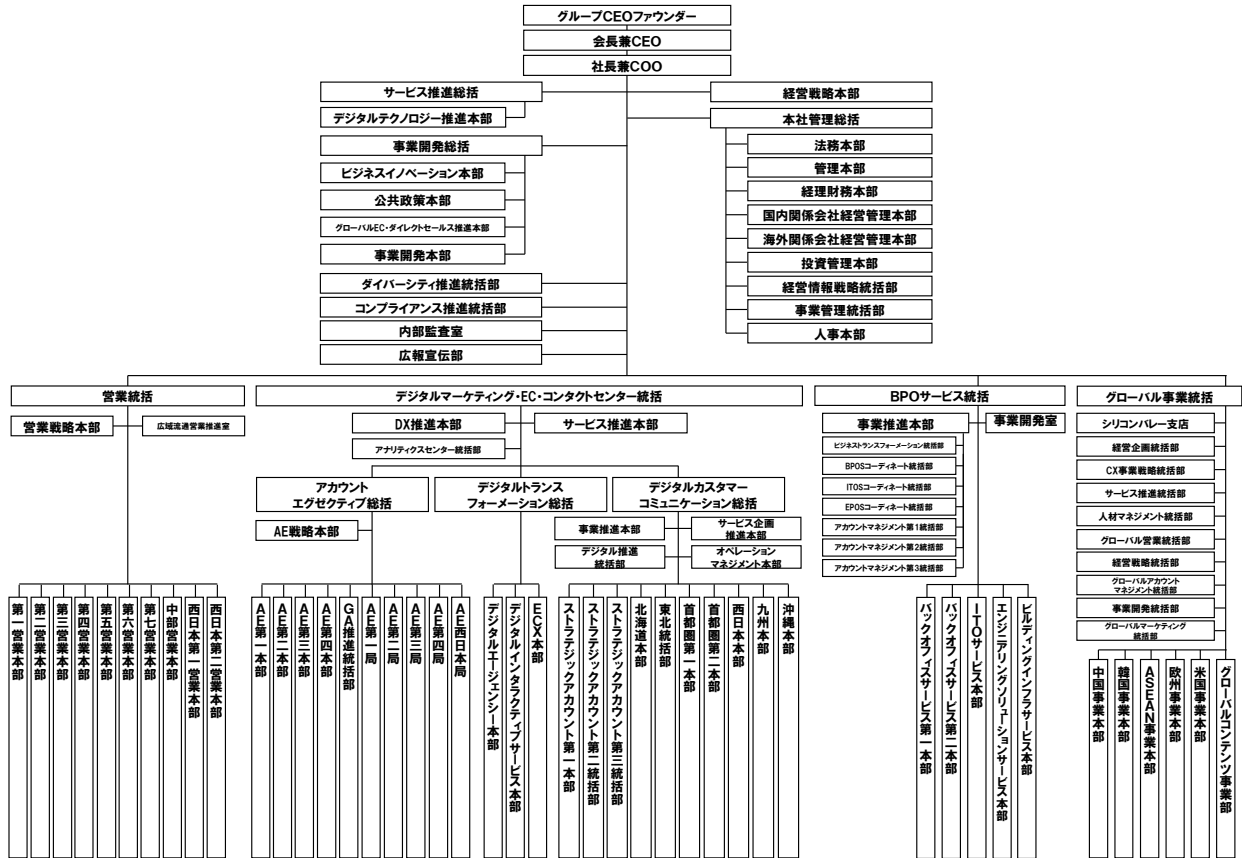 グループCEOファウンダー
会長兼CEO
社長兼COO
サービス推進総括
経営戦略本部
デジタルテクノロジー推進本部
本社管理総括
事業開発総括
法務本部
ビジネスイノベーション本部
管理本部
公共政策本部
経理財務本部
グローバルEC・ダイレクトセールス推進本部
国内関係会社経営管理本部
事業開発本部
海外関係会社経営管理本部
投資管理本部
ダイバーシティ推進統括部
経営情報戦略統括部
コンプライアンス推進統括部
事業管理統括部
内部監査室
人事本部
広報宣伝部
営業統括
営業戦略本部
広域流通営業推進室
第一営業本部
第二営業本部
第三営業本部
第四営業本部
第五営業本部
第六営業本部
第七営業本部
中部営業本部
西日本第一営業本部
西日本第二営業本部
デジタルマーケティング・EC・コンタクトセンター統括
DX推進本部
サービス推進本部
アナリティクスセンター統括部
アカウント
エグゼクティブ総括
AE戦略本部
AE第一本部
AE第二本部
AE第三本部
AE第四本部
GA推進統括部
AE第一局
AE第二局
AE第三局
AE第四局
AE西日本局
デジタルトランス
フォーメーション総括
デジタルエージェンシー本部
デジタルインタラクティブサービス本部
ECX本部
デジタルカスタマー
コミュニケーション総括
事業推進本部
サービス企画
推進本部
デジタル推進
統括部
オペレーション
マネジメント本部
ストラテジックアカウント第一本部
ストラテジックアカウント第二統括部
ストラテジックアカウント第三統括部
北海道本部
東北統括部
首都圏第一本部
首都圏第二本部
西日本本部
九州本部
沖縄本部
BPOサービス統括
事業推進本部
事業開発室
ビジネストランスフォーメーション統括部
BPOSコーディネート統括部
ITOSコーディネート統括部
EPOSコーディネート統括部
アカウントマネジメント第1統括部
アカウントマネジメント第2統括部
アカウントマネジメント第3統括部
バックオフィスサービス第一本部
バックオフィスサービス第二本部
ITOサービス本部
エンジニアリングソリューションサービス本部
ビルディングインフラサービス本部
グローバル事業統括
シリコンバレー支店
経営企画統括部
CX事業戦略統括部
サービス推進統括部
人材マネジメント統括部
グローバル営業統括部
経営戦略統括部
グローバルアカウント
マネジメント統括部
事業開発統括部
グローバルマーケティング
統括部
中国事業本部
韓国事業本部
ASEAN事業本部
欧州事業本部
米国事業本部
グローバルコンテンツ事業部